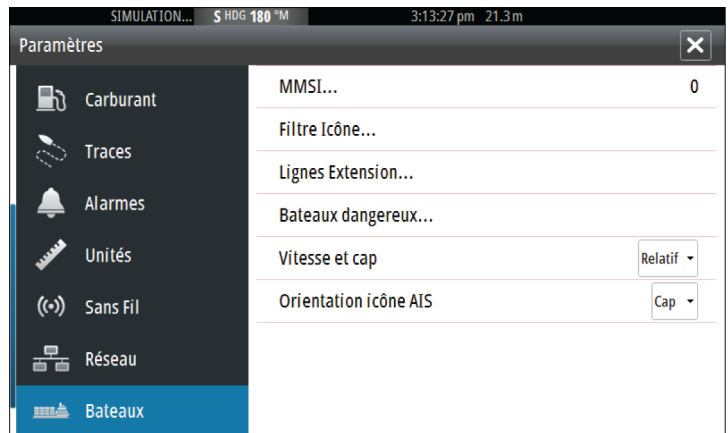 SIMULATION... S HDG 180 °M 3:13:27 pm 21.3 m
Paramètres
Carburant
Traces
Alarmes
Unités
Sans Fil
Réseau
Bateaux
MMSI... 0
Filtre Icône...
Lignes Extension...
Bateaux dangereux...
Vitesse et cap Relatif
Orientation icône AIS Cap